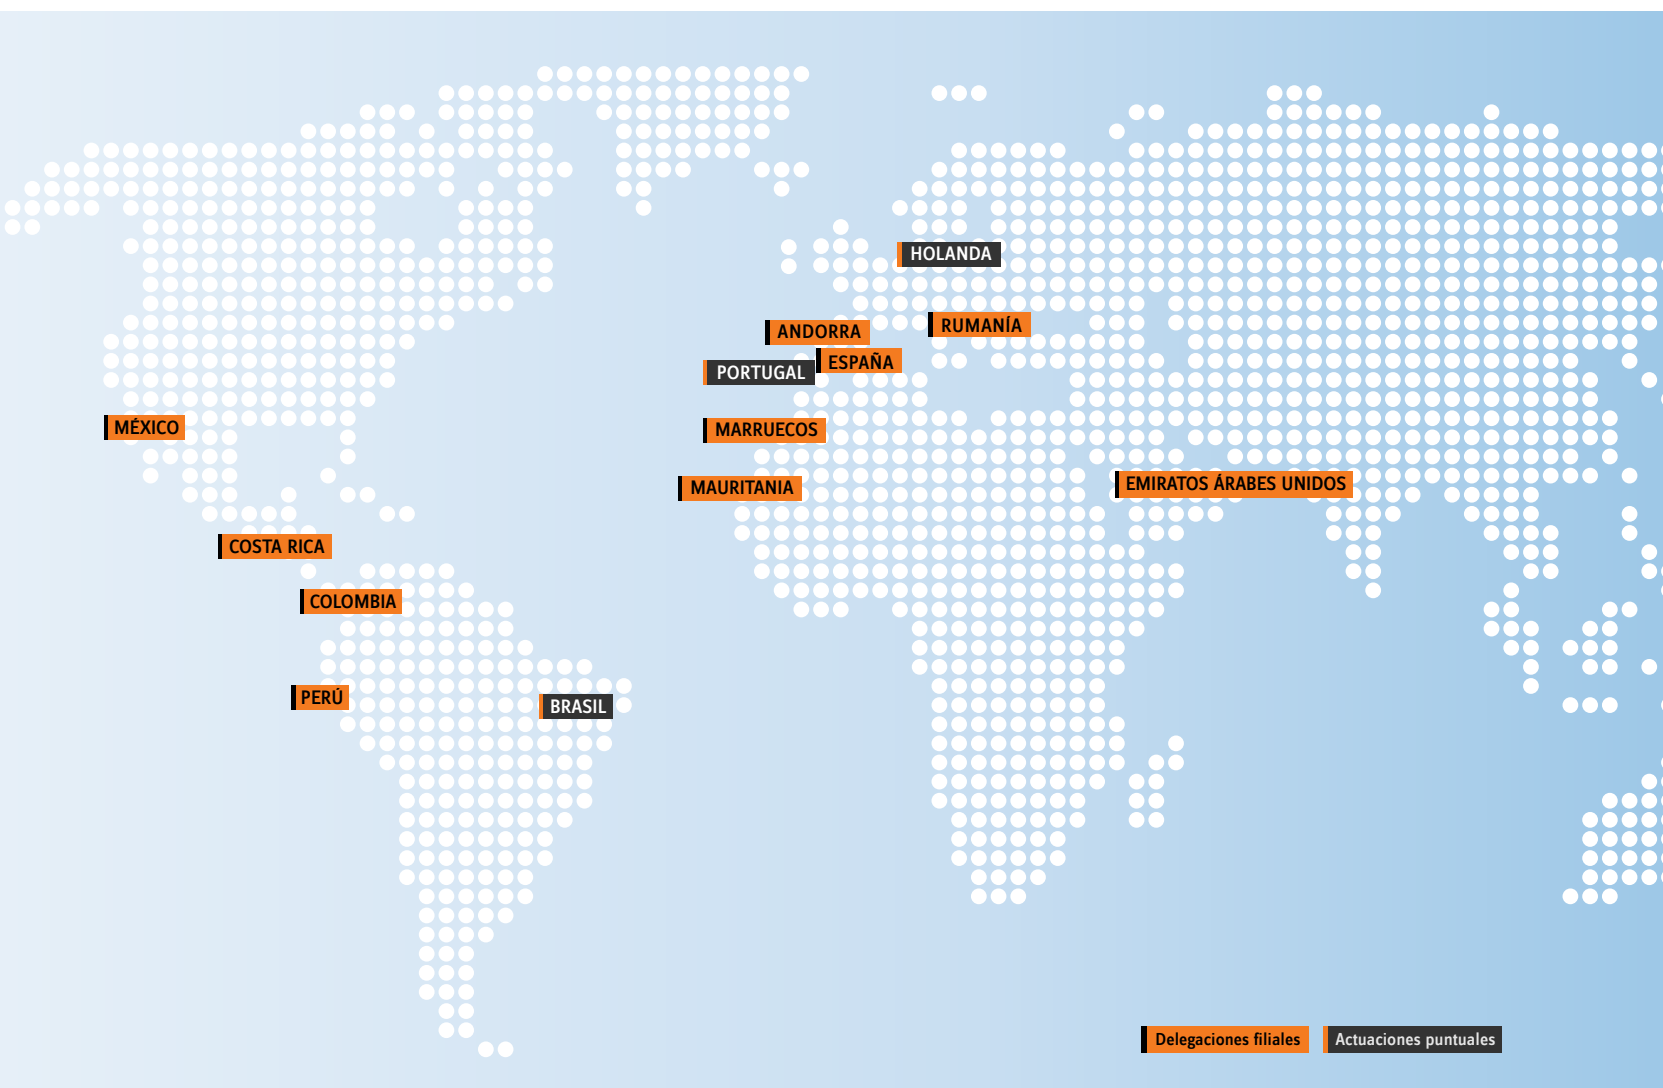 HOLANDA
RUMANÍA
ANDORRA
ESPAÑA
PORTUGAL
MÉXICO
MARRUECOS
MAURITANIA
EMIRATOS ÁRABES UNIDOS
COSTA RICA
COLOMBIA
PERÚ
BRASIL
Delegaciones filiales
Actuaciones puntuales